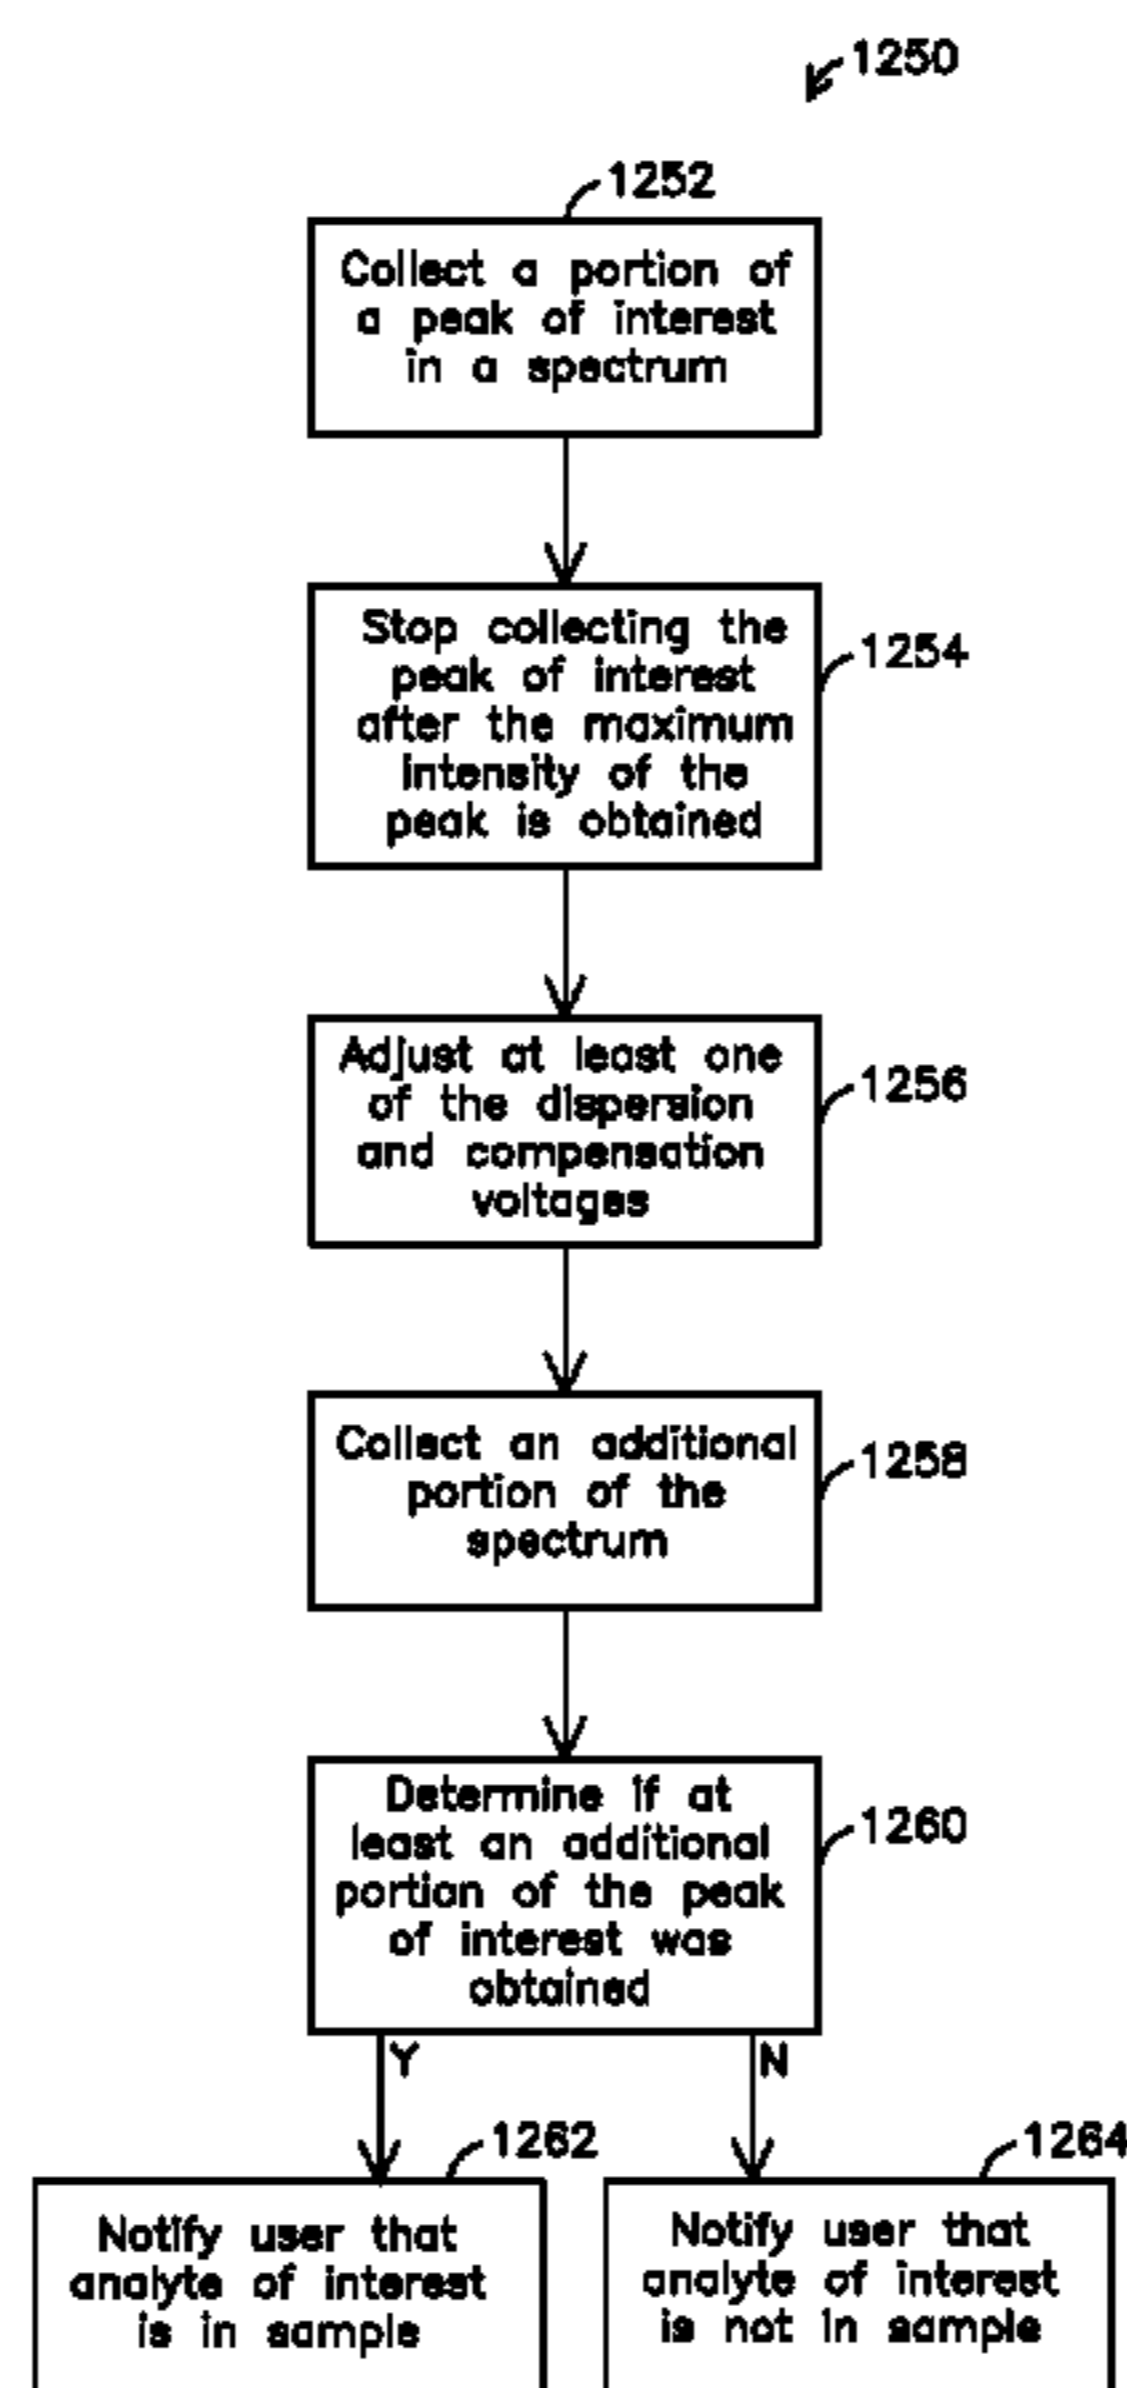 1250
1252
Collect a portion of
a peak of interest
in a spectrum
Stop collecting the
peak of interest
after the maximum
intensity of the
peak is obtained
1254
Adjust at least one
of the dispersion
and compensation
voltages
1256
Collect an additional
portion of the
spectrum
1258
Determine if at
least an additional
portion of the peak
of interest was
obtained
1260
Y
N
1262
Notify user that
analyte of interest
is in sample
1264
Notify user that
analyte of interest
is not in sample